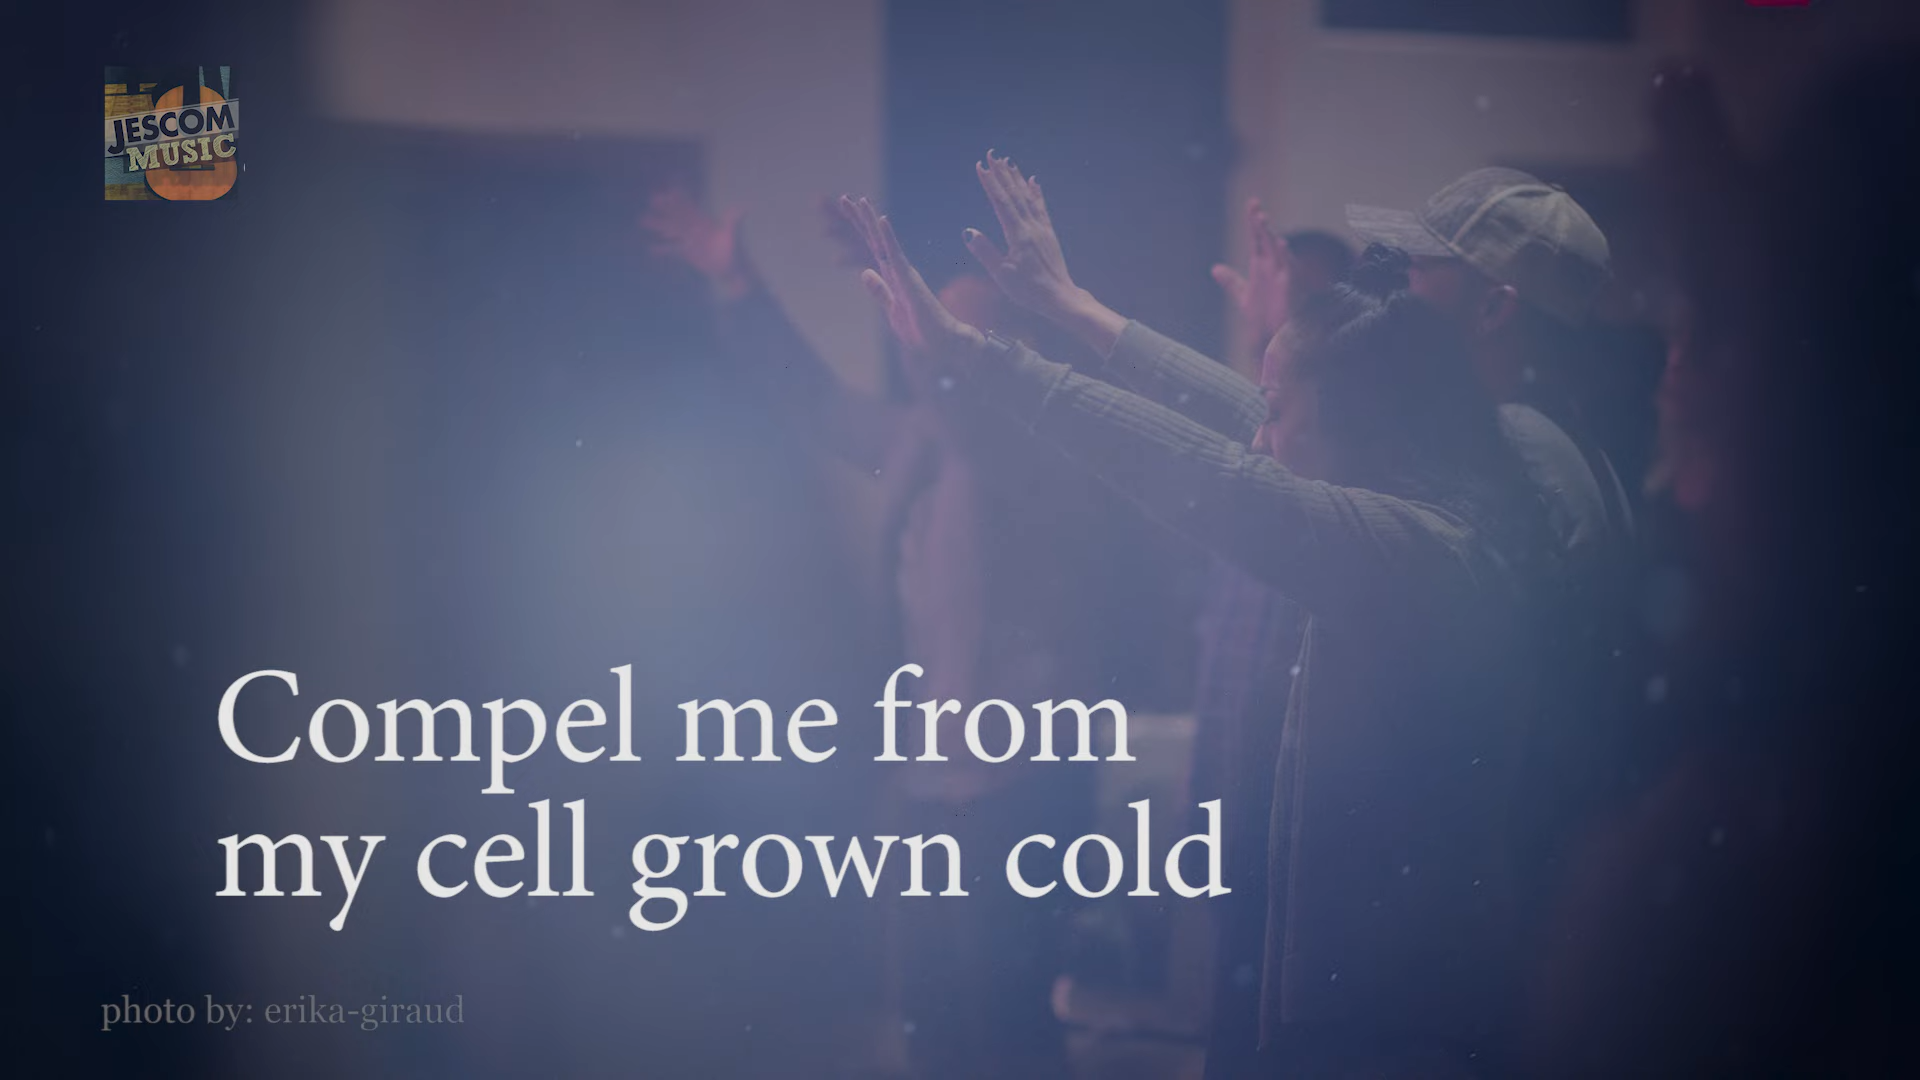 JESCOM
MUSIC
Compel me from
my cell grown cold
photo by: erika-giraud